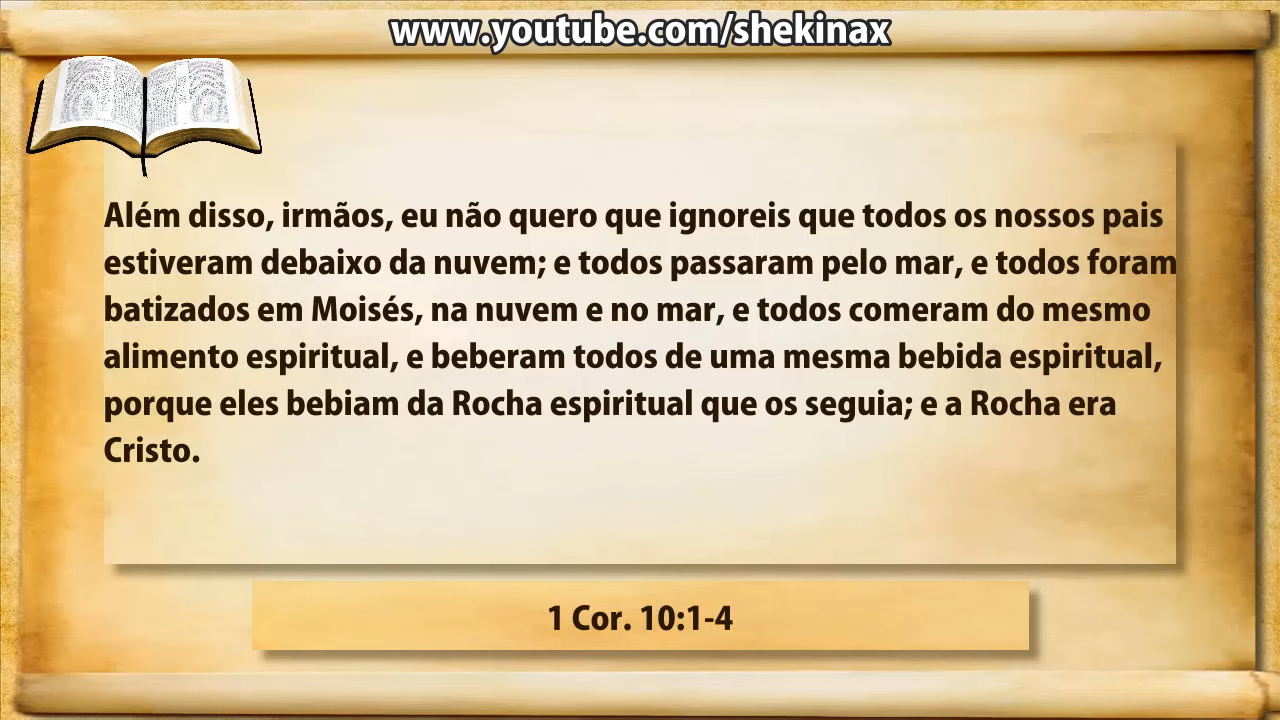 www.youtube.com/shekinax
Além disso, irmãos, eu não quero que ignoreis que todos os nossos pais
estiveram debaixo da nuvem; e todos passaram pelo mar, e todos foram
batizados em Moisés, na nuvem e no mar, e todos comeram do mesmo
alimento espiritual, e beberam todos de uma mesma bebida espiritual,
porque eles bebiam da Rocha espiritual que os seguia; e a Rocha era
Cristo.
1 Cor. 10:1-4